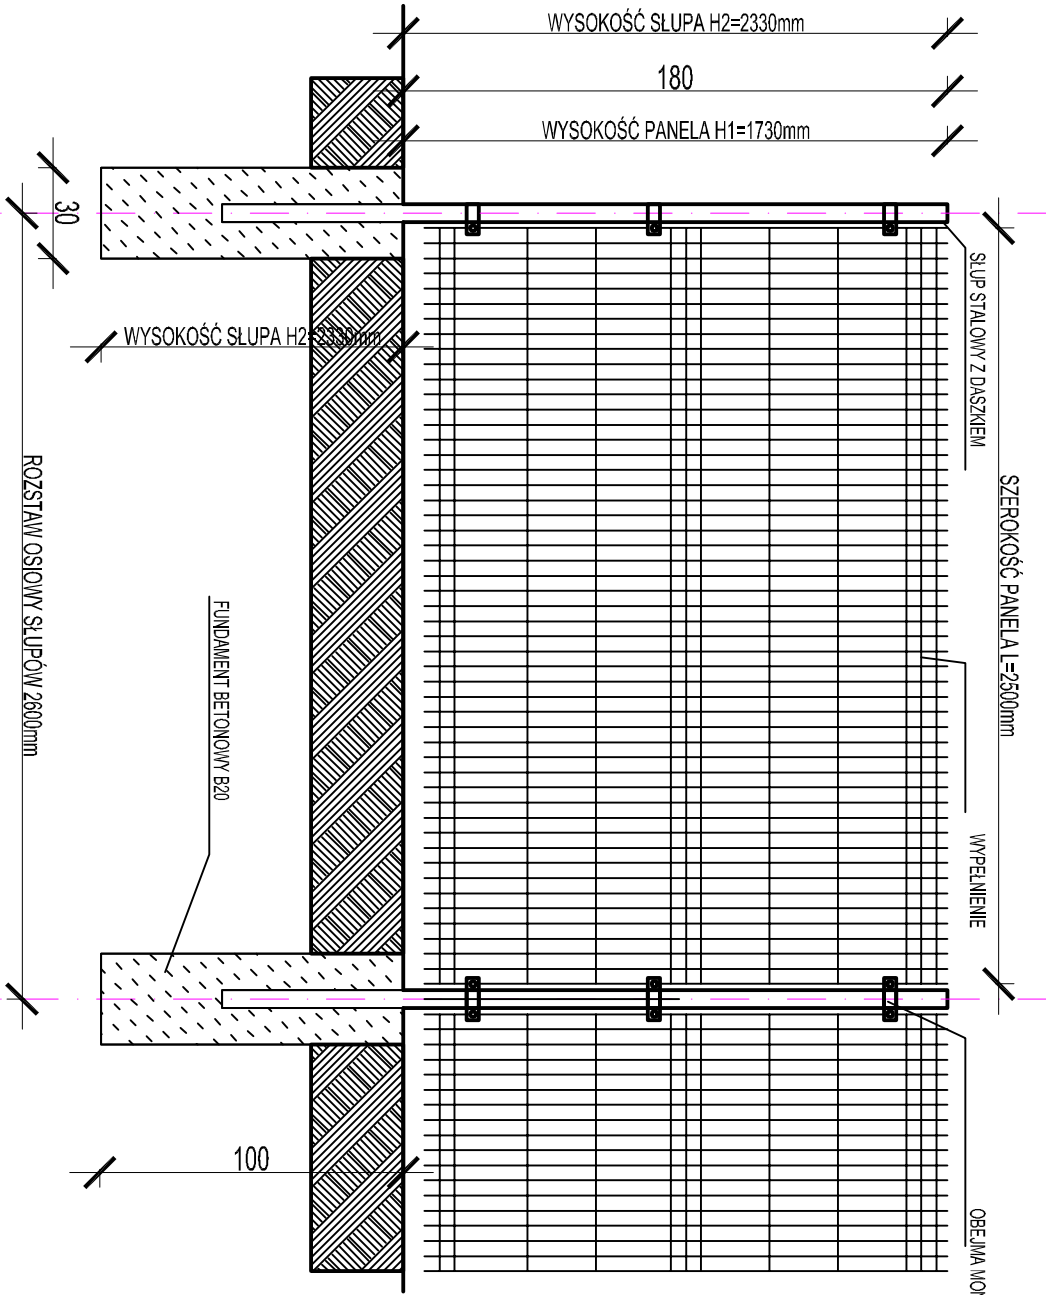 WYSOKOŚĆ SŁUPA H2=2330mm
180
WYSOKOŚĆ PANELA H1=1730mm
30
SŁUP STALOWY Z DASZKIEM
WYSOKOŚĆ SŁUPA H2=2330mm
SZEROKOŚĆ PANELA L=2500mm
ROZSTAW OSIOWY SŁUPÓW 2600mm
FUNDAMENT BETONOWY B20
WYPEŁNIENIE
100
OBEJMA